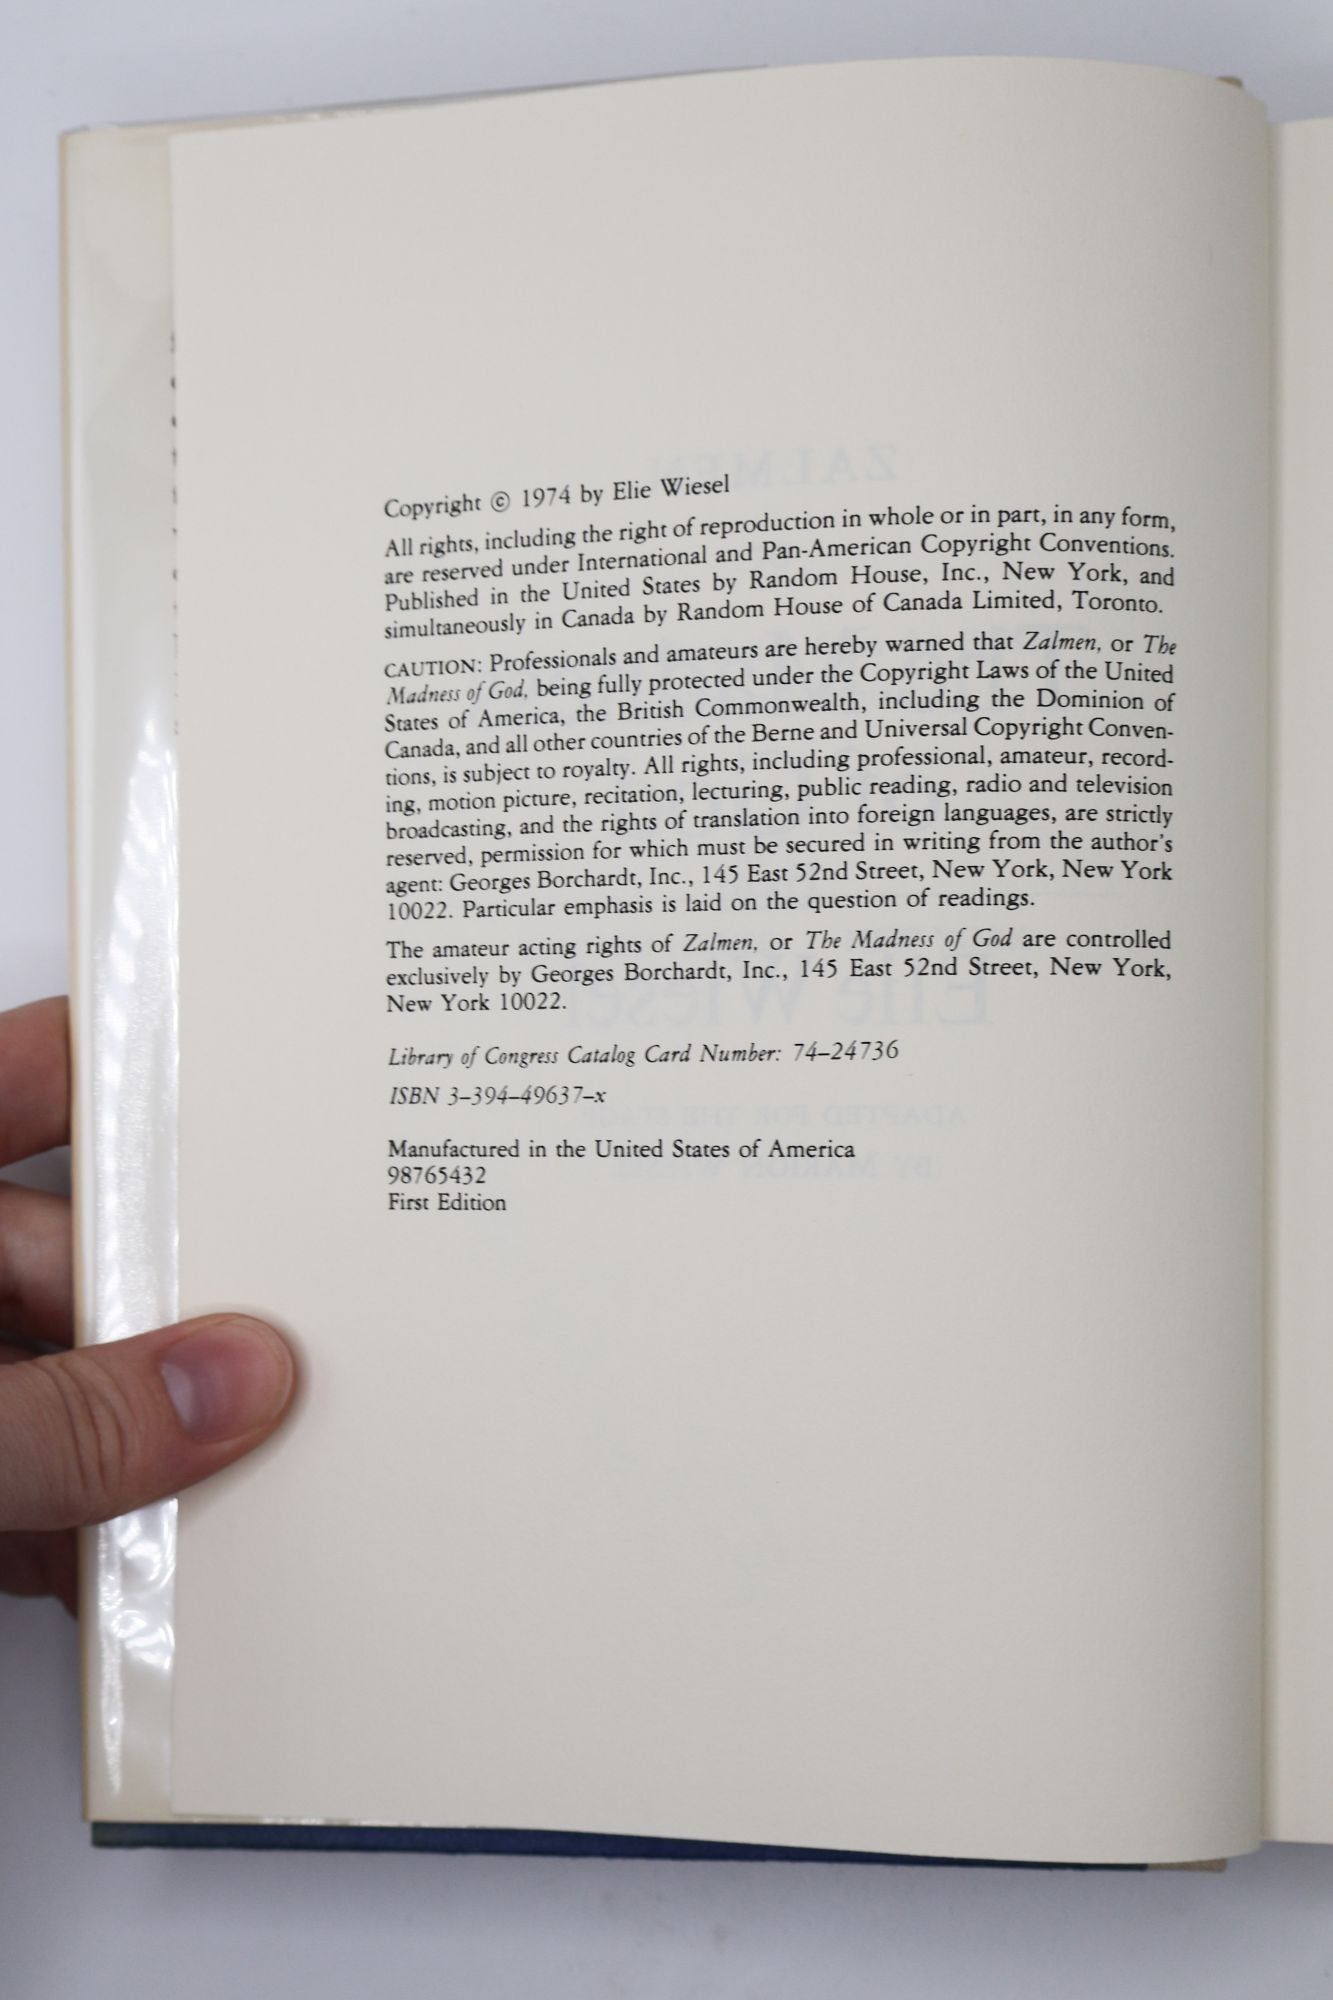 Copyright © 1974 by Elie Wiesel
All rights, including the right of reproduction in whole or in part, in any form,
are reserved under International and Pan-American Copyright Conventions.
Published in the United States by Random House, Inc., New York, and
simultaneously in Canada by Random House of Canada Limited, Toronto.
CAUTION: Professionals and amateurs are hereby warned that Zalmen, or The
Madness of God, being fully protected under the Copyright Laws of the United
States of America, the British Commonwealth, including the Dominion of
Canada, and all other countries of the Berne and Universal Copyright Conven-
tions, is subject to royalty. All rights, including professional, amateur, record-
ing, motion picture, recitation, lecturing, public reading, radio and television
broadcasting, and the rights of translation into foreign languages, are strictly
reserved, permission for which must be secured in writing from the author's
agent: Georges Borchardt, Inc., 145 East 52nd Street, New York, New York
10022. Particular emphasis is laid on the question of readings.
The amateur acting rights of Zalmen, or The Madness of God are controlled
exclusively by Georges Borchardt, Inc., 145 East 52nd Street, New York,
New York 10022.
Library of Congress Catalog Card Number: 74–24736
ISBN 3–394–49637–x
Manufactured in the United States of America
98765432
First Edition